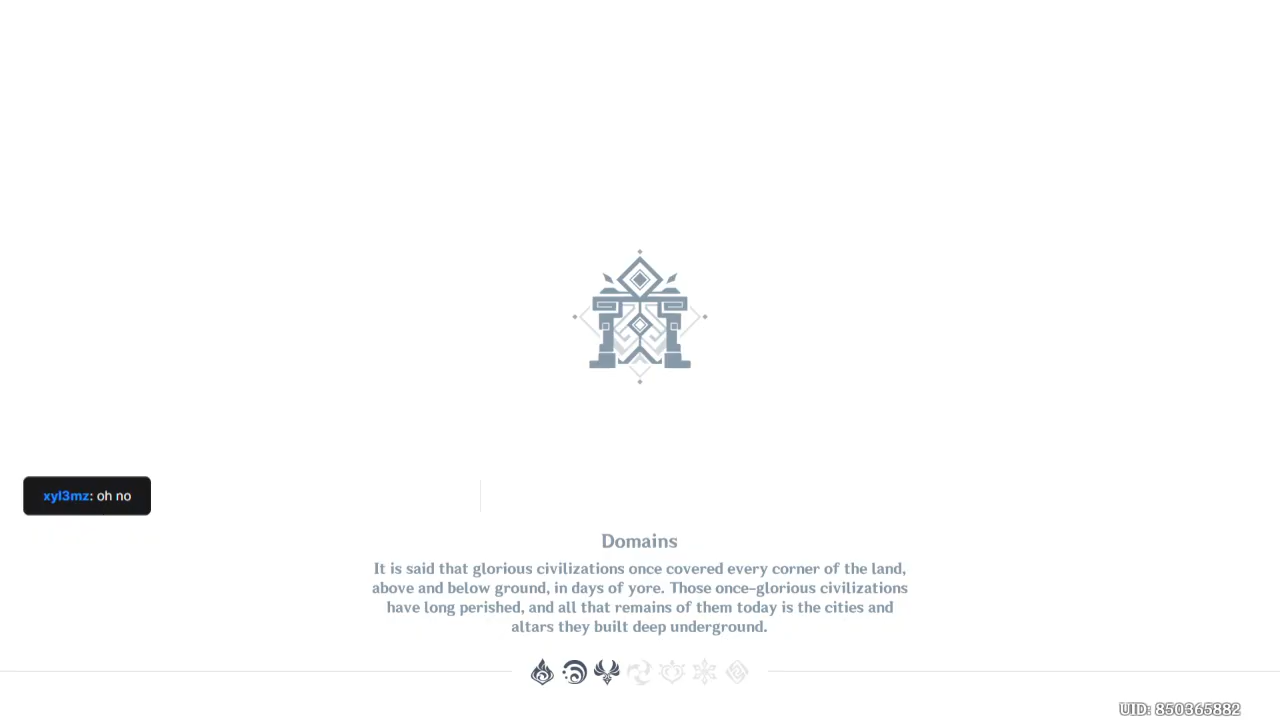 xyl3mz: oh no
Domains
It is said that glorious civilizations once covered every corner of the land,
above and below ground, in days of yore. Those once-glorious civilizations
have long perished, and all that remains of them today is the cities and
altars they built deep underground.
UID: 850365882